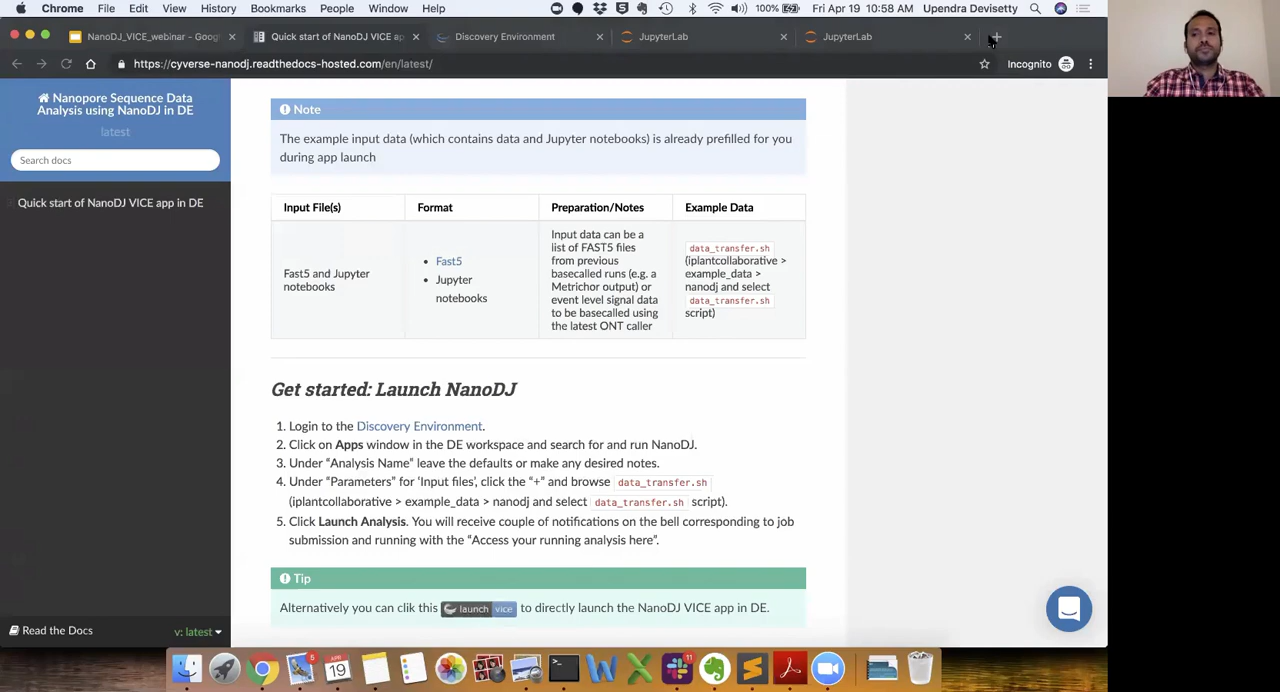 Chrome File Edit View History Bookmarks People Window Help 100% Fri Apr 19 10:58 AM Upendra Devisetty
NanoDJ_VICE_webinar - Goog Quick start of NanoDJ VICE ap Discovery Environment JupyterLab JupyterLab
https://cyverse-nanodj.readthedocs-hosted.com/en/latest/ Incognito
Nanopore Sequence Data
Analysis using NanoDJ in DE
latest
Search docs
Quick start of NanoDJ VICE app in DE
Note
The example input data (which contains data and Jupyter notebooks) is already prefilled for you
during app launch
Input File(s) Format Preparation/Notes Example Data
Fast5 and Jupyter
notebooks
Fast5
Jupyter
notebooks
Input data can be a
list of FAST5 files
from previous
basecalled runs (e.g. a
Metrichor output) or
event level signal data
to be basecalled using
the latest ONT caller
data_transfer.sh
(iplantcollaborative >
example_data >
nanodj and select
data_transfer.sh
script)
Get started: Launch NanoDJ
1. Login to the Discovery Environment.
2. Click on Apps window in the DE workspace and search for and run NanoDJ.
3. Under “Analysis Name” leave the defaults or make any desired notes.
4. Under “Parameters” for ‘Input files’, click the “+” and browse data_transfer.sh
(iplantcollaborative > example_data > nanodj and select data_transfer.sh script).
5. Click Launch Analysis. You will receive couple of notifications on the bell corresponding to job
submission and running with the “Access your running analysis here”.
Tip
Alternatively you can clik this launch vice to directly launch the NanoDJ VICE app in DE.
Read the Docs v: latest
5
APR
19
11